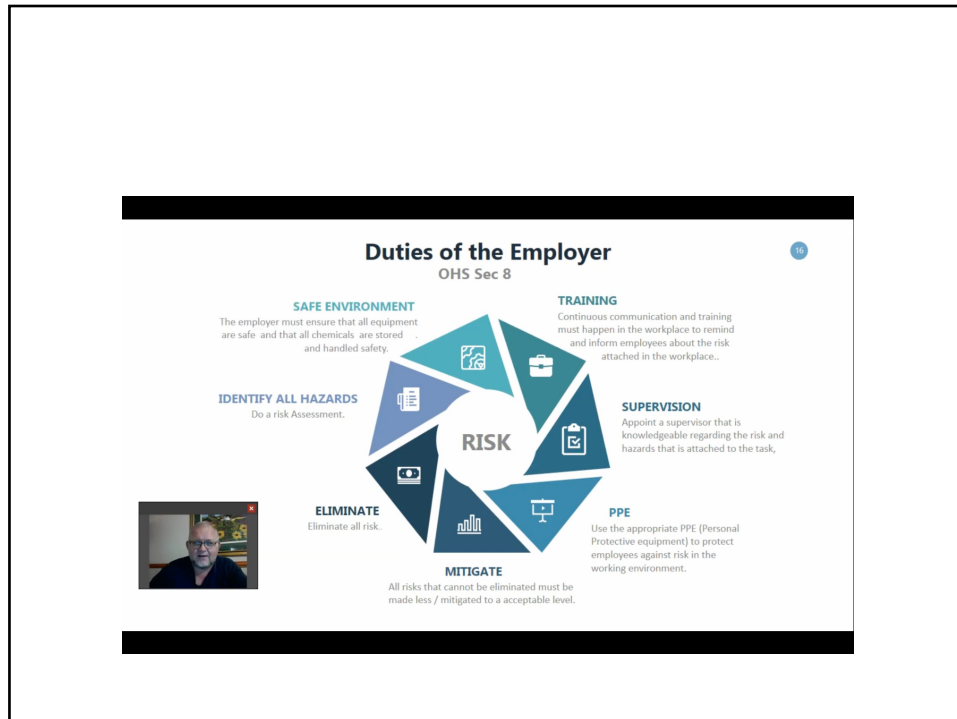 Duties of the Employer
OHS Sec 8
16
SAFE ENVIRONMENT
The employer must ensure that all equipment
are safe and that all chemicals are stored .
and handled safety.
TRAINING
Continuous communication and training
must happen in the workplace to remind
and inform employees about the risk
attached in the workplace..
IDENTIFY ALL HAZARDS
Do a risk Assessment.
SUPERVISION
Appoint a supervisor that is
knowledgeable regarding the risk and
hazards that is attached to the task,
RISK
ELIMINATE
Eliminate all risk..
PPE
Use the appropriate PPE (Personal
Protective equipment) to protect
employees against risk in the
working environment.
MITIGATE
All risks that cannot be eliminated must be
made less / mitigated to a acceptable level.